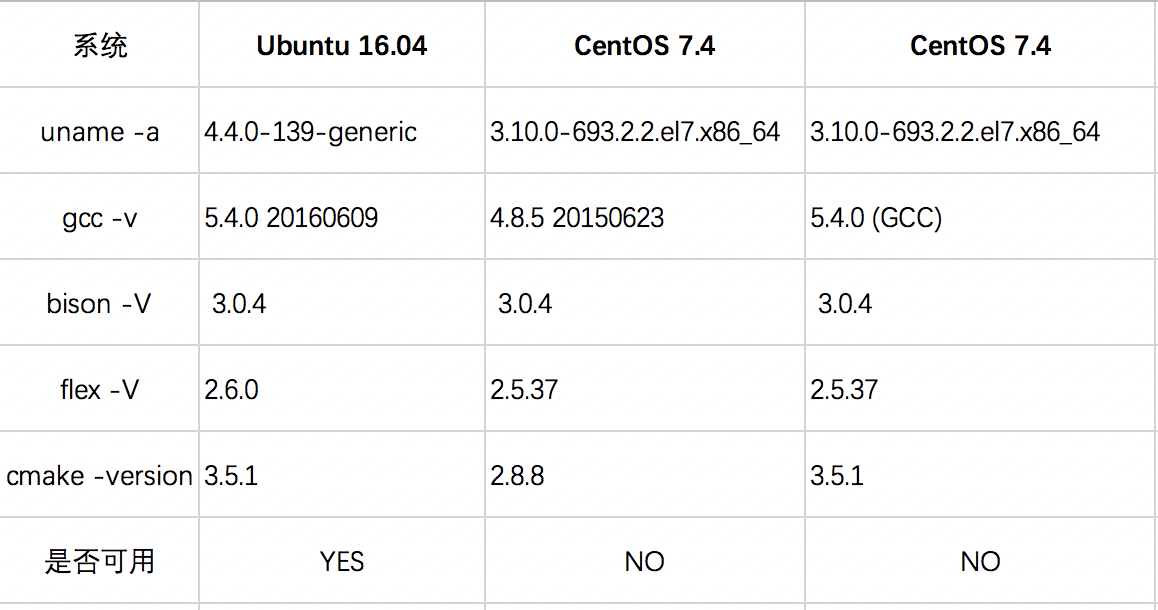 系统 Ubuntu 16.04 CentOS 7.4 CentOS 7.4
uname -a 4.4.0-139-generic 3.10.0-693.2.2.el7.x86_64 3.10.0-693.2.2.el7.x86_64
gcc -v 5.4.0 20160609 4.8.5 20150623 5.4.0 (GCC)
bison -V 3.0.4 3.0.4 3.0.4
flex -V 2.6.0 2.5.37 2.5.37
cmake -version 3.5.1 2.8.8 3.5.1
是否可用 YES NO NO